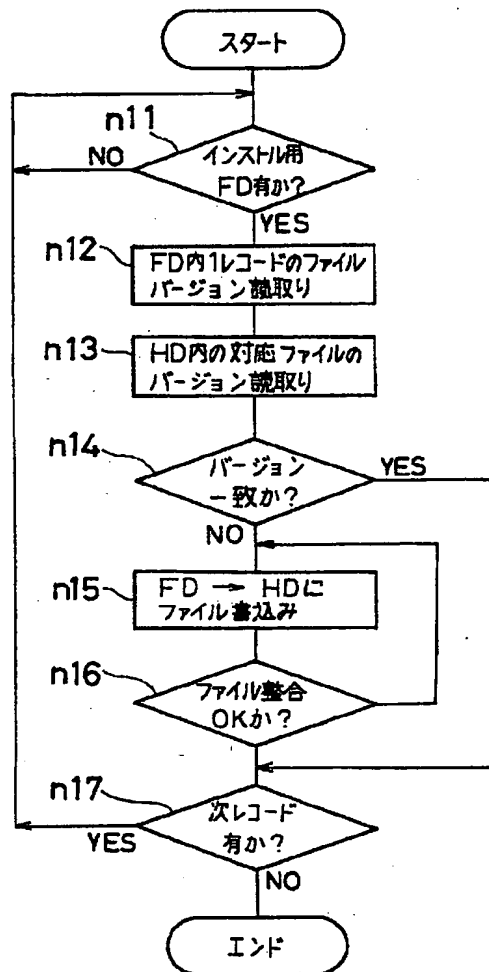 スタート
n11
インストル用
FD有か?
NO
YES
n12
FD内1レコードのファイル
バージョン読取り
n13
HD内の対応ファイルの
バージョン読取り
n14
バージョン
一致か?
YES
NO
n15
FD → HDに
ファイル書込み
n16
ファイル整合
OKか?
n17
次レコード
有か?
YES
NO
エンド